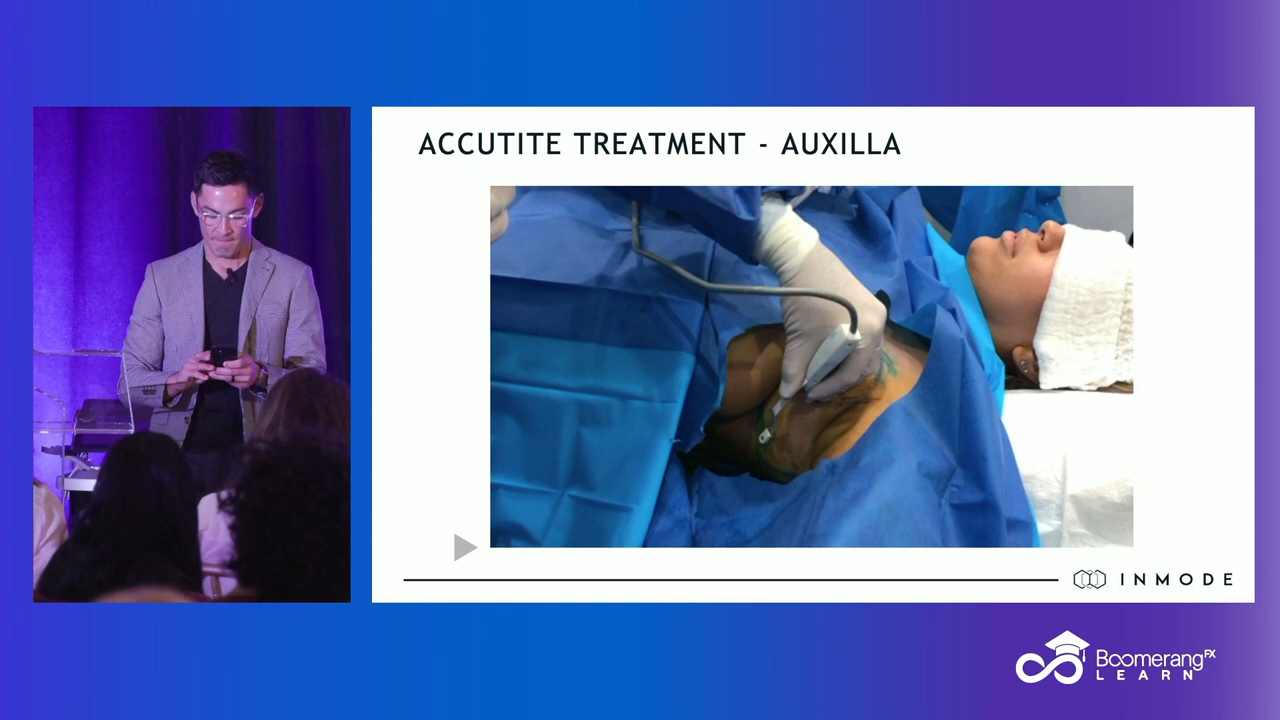 ACCUTITE TREATMENT - AUXILLA
INMODE
BoomerangFX
LEARN